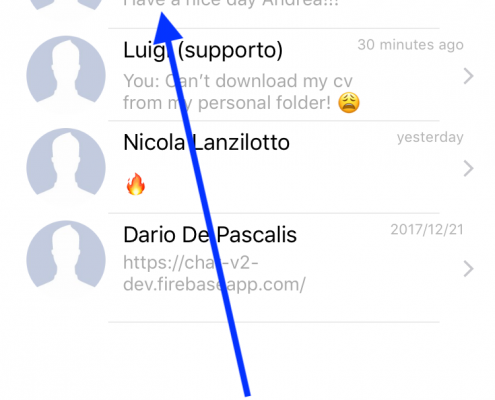 Have a nice day Andrea!!!
Luigi (supporto)
30 minutes ago
You: Can’t download my cv
from my personal folder! 😩
Nicola Lanzilotto
yesterday
🔥
Dario De Pascalis
2017/12/21
https://chat-v2-
dev.firebaseapp.com/